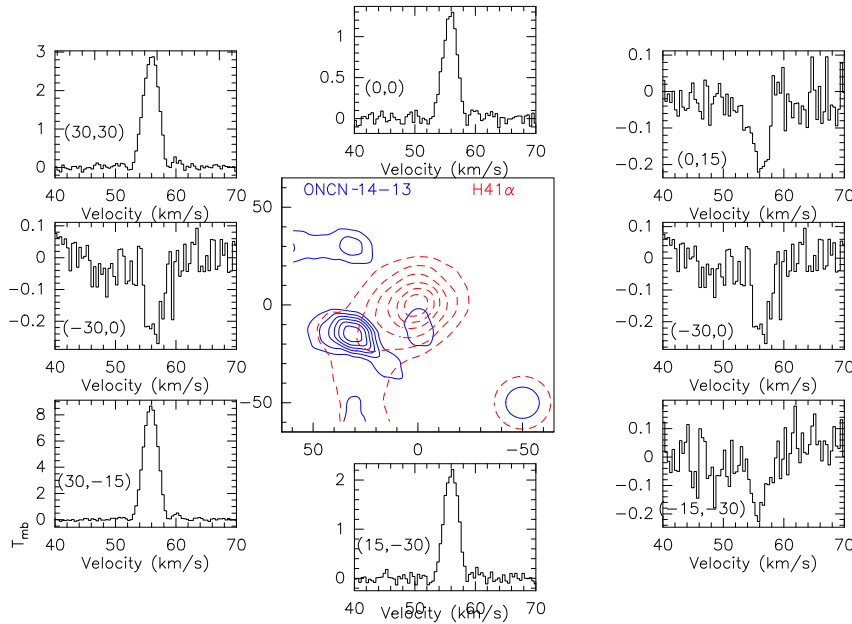 (0,0)
1
0.5
0
40 50 60 70
Velocity (km/s)
3
2
1
0
(30,30)
40 50 60 70
Velocity (km/s)
0.1
0
-0.1
-0.2
(0,15)
40 50 60 70
Velocity (km/s)
ONCN-14-13 H41α
50
0
-50
50 0 -50
0.1
0
-0.1
-0.2
(-30,0)
40 50 60 70
Velocity (km/s)
0.1
0
-0.1
-0.2
(-30,0)
40 50 60 70
Velocity (km/s)
8
6
4
2
0
(30,-15)
Tmb
40 50 60 70
Velocity (km/s)
2
1
0
(15,-30)
40 50 60 70
Velocity (km/s)
0.1
0
-0.1
-0.2
(-15,-30)
40 50 60 70
Velocity (km/s)